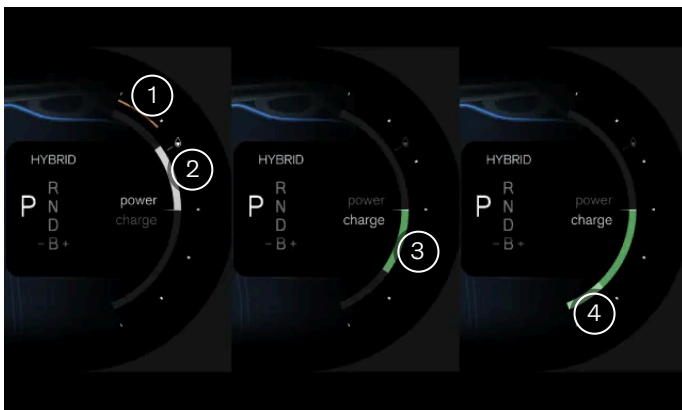 1
2
HYBRID
P
R
N
D
- B +
power
charge
HYBRID
P
R
N
D
- B +
power
charge
3
HYBRID
P
R
N
D
- B +
power
charge
4